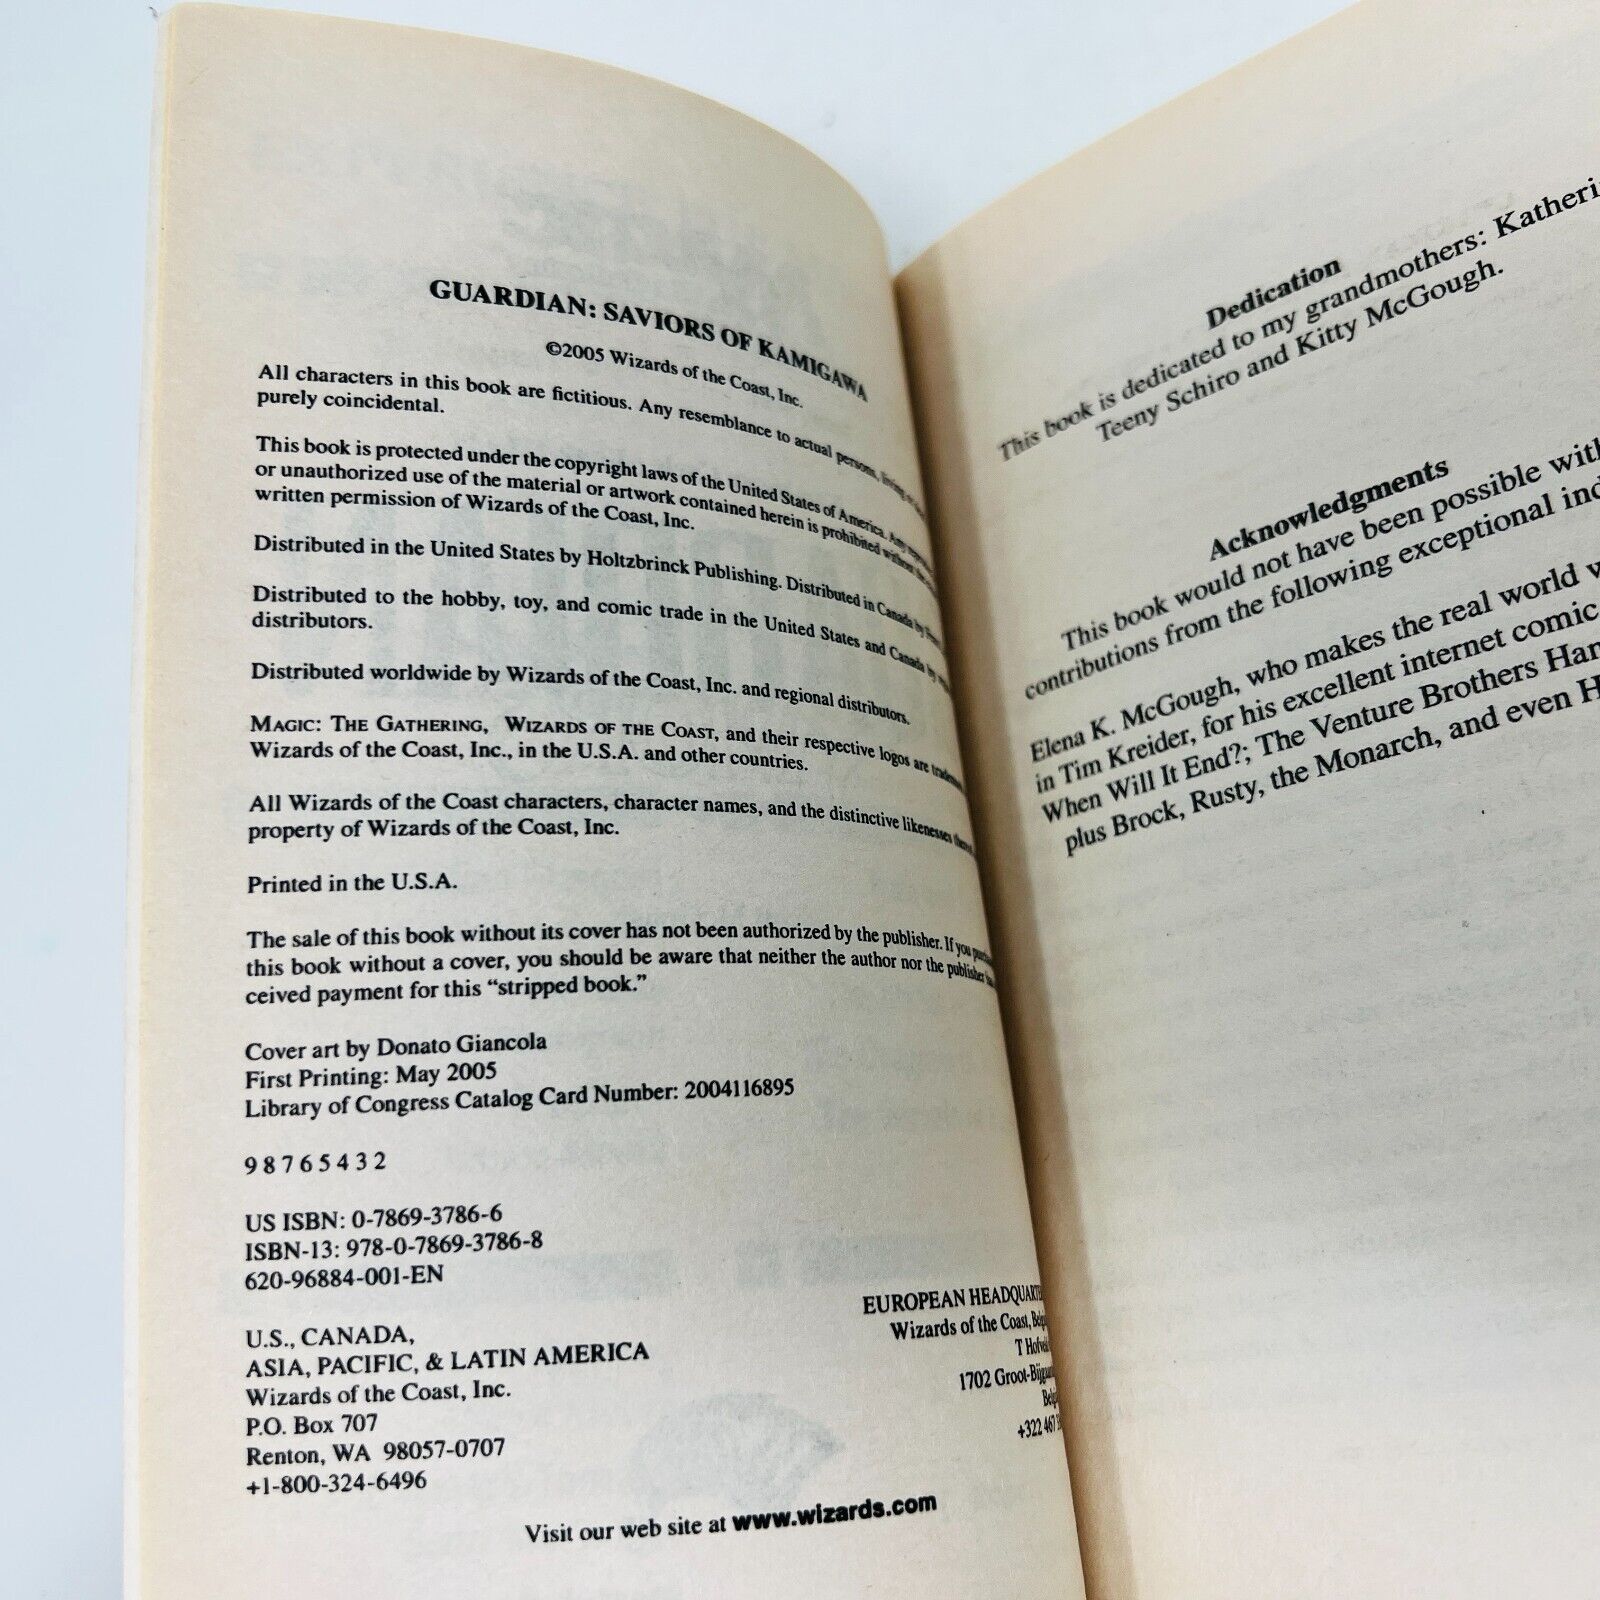 GUARDIAN: SAVIORS OF KAMIGAWA
©2005 Wizards of the Coast, Inc.
All characters in this book are fictitious. Any resemblance to actual persons, living
purely coincidental.
This book is protected under the copyright laws of the United States of America. Any
or unauthorized use of the material or artwork contained herein is prohibited without the
written permission of Wizards of the Coast, Inc.
Distributed in the United States by Holtzbrinck Publishing. Distributed in Canada by
Distributed to the hobby, toy, and comic trade in the United States and Canada by
distributors.
Distributed worldwide by Wizards of the Coast, Inc. and regional distributors.
MAGIC: THE GATHERING, WIZARDS OF THE COAST, and their respective logos are
Wizards of the Coast, Inc., in the U.S.A. and other countries.
All Wizards of the Coast characters, character names, and the distinctive likenesses
property of Wizards of the Coast, Inc.
Printed in the U.S.A.
The sale of this book without its cover has not been authorized by the publisher. If you
this book without a cover, you should be aware that neither the author nor the publisher
ceived payment for this “stripped book.”
Cover art by Donato Giancola
First Printing: May 2005
Library of Congress Catalog Card Number: 2004116895
9 8 7 6 5 4 3 2
US ISBN: 0-7869-3786-6
ISBN-13: 978-0-7869-3786-8
620-96884-001-EN
U.S., CANADA,
ASIA, PACIFIC, & LATIN AMERICA
Wizards of the Coast, Inc.
P.O. Box 707
Renton, WA 98057-0707
+1-800-324-6496
EUROPEAN
Wizards of the Coast,
T
1702
+322 467
Visit our web site at www.wizards.com
Dedication
This book is dedicated to my grandmothers: Katheri
Teeny Schiro and Kitty McGough.
Acknowledgments
This book would not have been possible with
contributions from the following exceptional ind
Elena K. McGough, who makes the real world
in Tim Kreider, for his excellent internet comic
When Will It End?; The Venture Brothers Han
plus Brock, Rusty, the Monarch, and even H